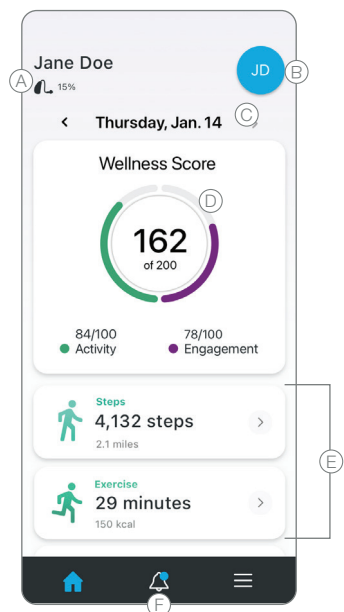 Jane Doe
JD
B
A
15%
C
Thursday, Jan. 14
Wellness Score
D
162
of 200
84/100
Activity
78/100
Engagement
Steps
4,132 steps
2.1 miles
E
Exercise
29 minutes
150 kcal
F